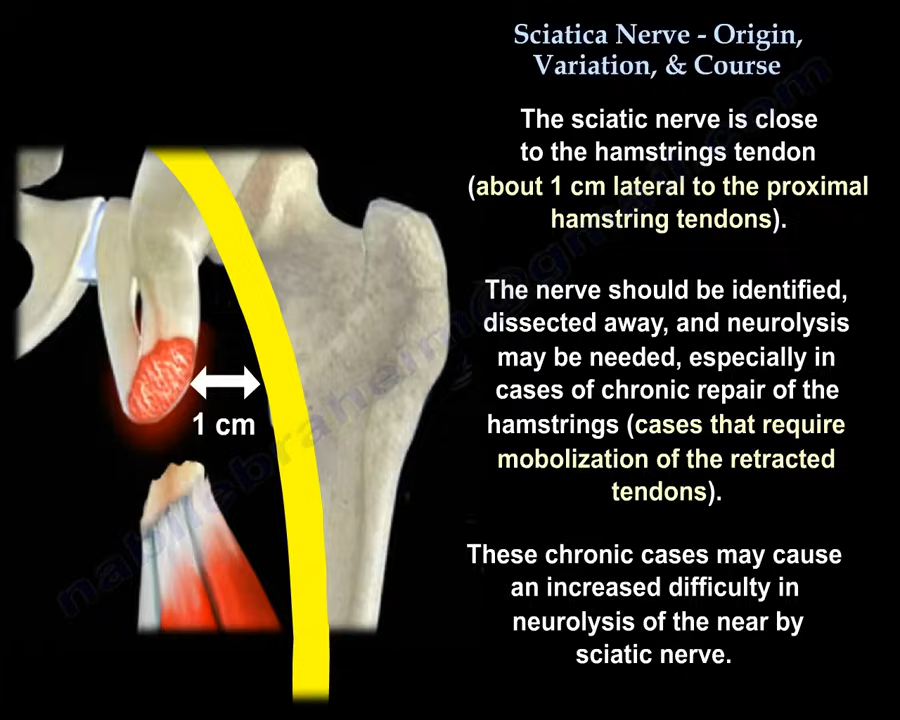 Sciatica Nerve - Origin,
Variation, & Course
The sciatic nerve is close
to the hamstrings tendon
(about 1 cm lateral to the proximal
hamstring tendons).
The nerve should be identified,
dissected away, and neurolysis
may be needed, especially in
cases of chronic repair of the
hamstrings (cases that require
mobolization of the retracted
tendons).
These chronic cases may cause
an increased difficulty in
neurolysis of the near by
sciatic nerve.
1 cm
nabilebraheim@gmail.com